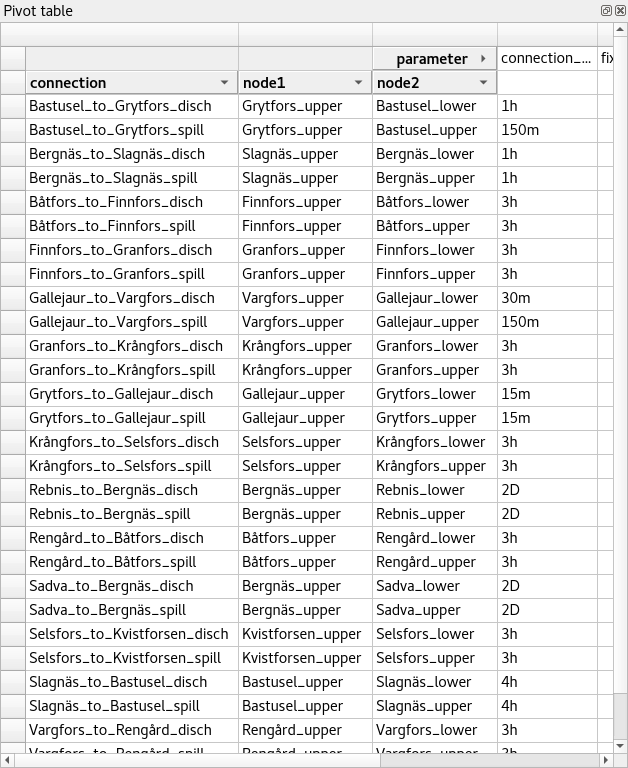 Pivot table
parameter connection_... fix
connection node1 node2
Bastusel_to_Grytfors_disch Grytfors_upper Bastusel_lower 1h
Bastusel_to_Grytfors_spill Grytfors_upper Bastusel_upper 150m
Bergnäs_to_Slagnäs_disch Slagnäs_upper Bergnäs_lower 1h
Bergnäs_to_Slagnäs_spill Slagnäs_upper Bergnäs_upper 1h
Båtfors_to_Finnfors_disch Finnfors_upper Båtfors_lower 3h
Båtfors_to_Finnfors_spill Finnfors_upper Båtfors_upper 3h
Finnfors_to_Granfors_disch Granfors_upper Finnfors_lower 3h
Finnfors_to_Granfors_spill Granfors_upper Finnfors_upper 3h
Gallejaur_to_Vargfors_disch Vargfors_upper Gallejaur_lower 30m
Gallejaur_to_Vargfors_spill Vargfors_upper Gallejaur_upper 150m
Granfors_to_Krångfors_disch Krångfors_upper Granfors_lower 3h
Granfors_to_Krångfors_spill Krångfors_upper Granfors_upper 3h
Grytfors_to_Gallejaur_disch Gallejaur_upper Grytfors_lower 15m
Grytfors_to_Gallejaur_spill Gallejaur_upper Grytfors_upper 15m
Krångfors_to_Selsfors_disch Selsfors_upper Krångfors_lower 3h
Krångfors_to_Selsfors_spill Selsfors_upper Krångfors_upper 3h
Rebnis_to_Bergnäs_disch Bergnäs_upper Rebnis_lower 2D
Rebnis_to_Bergnäs_spill Bergnäs_upper Rebnis_upper 2D
Rengård_to_Båtfors_disch Båtfors_upper Rengård_lower 3h
Rengård_to_Båtfors_spill Båtfors_upper Rengård_upper 3h
Sadva_to_Bergnäs_disch Bergnäs_upper Sadva_lower 2D
Sadva_to_Bergnäs_spill Bergnäs_upper Sadva_upper 2D
Selsfors_to_Kvistforsen_disch Kvistforsen_upper Selsfors_lower 3h
Selsfors_to_Kvistforsen_spill Kvistforsen_upper Selsfors_upper 3h
Slagnäs_to_Bastusel_disch Bastusel_upper Slagnäs_lower 4h
Slagnäs_to_Bastusel_spill Bastusel_upper Slagnäs_upper 4h
Vargfors_to_Rengård_disch Rengård_upper Vargfors_lower 3h
Vargfors_to_Rengård_spill Rengård_upper Vargfors_upper 3h